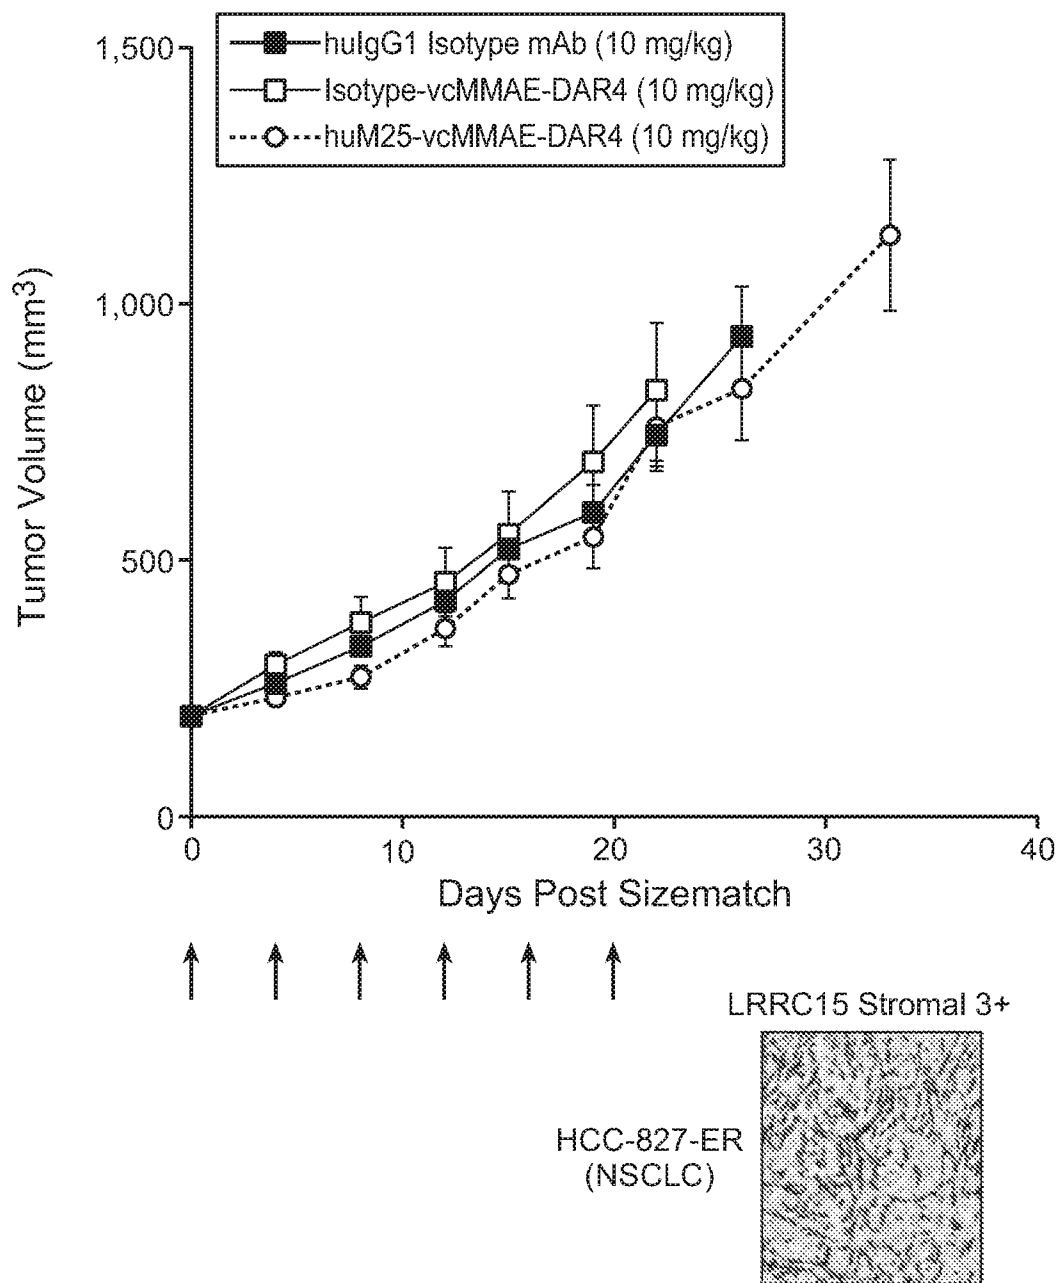 huIgG1 Isotype mAb (10 mg/kg)
Isotype-vcMMAE-DAR4 (10 mg/kg)
huM25-vcMMAE-DAR4 (10 mg/kg)
1,500
1,000
500
0
Tumor Volume (mm³)
0 10 20 30 40
Days Post Sizematch
LRRC15 Stromal 3+
HCC-827-ER
(NSCLC)